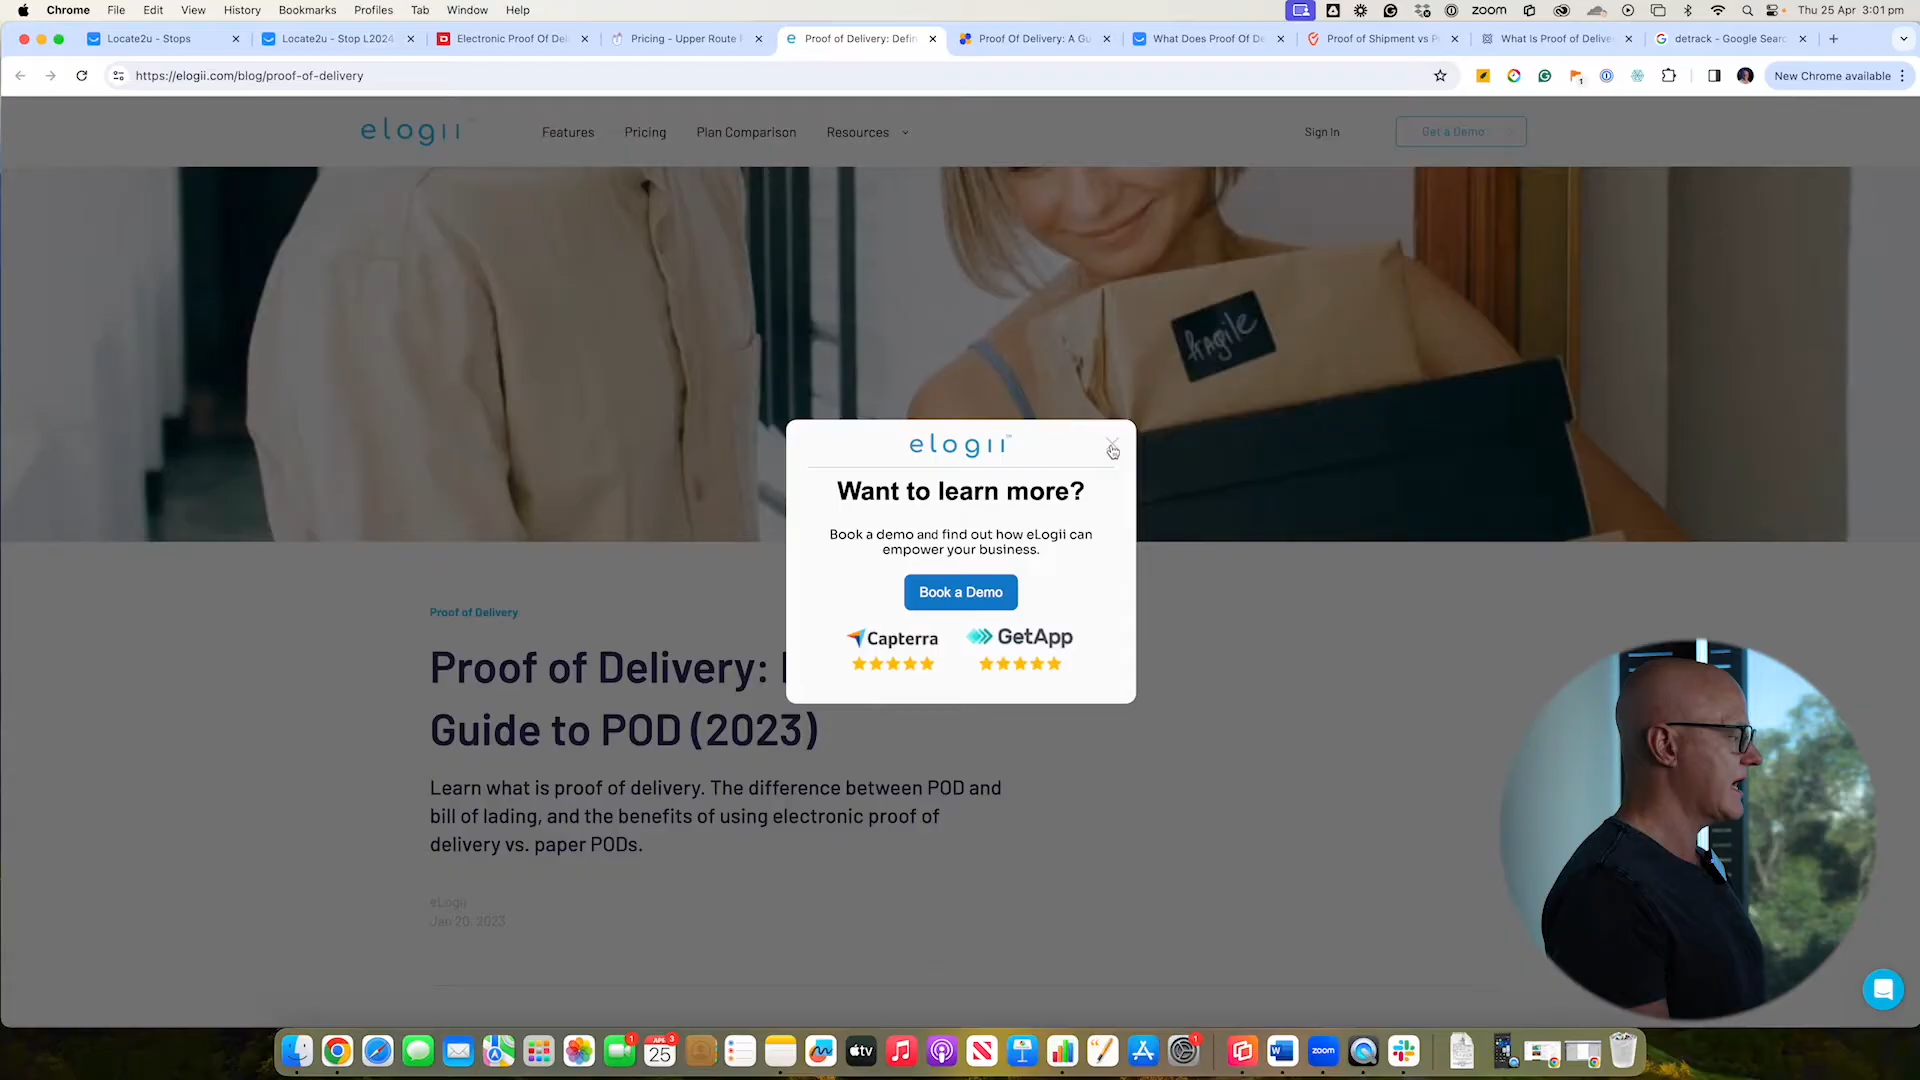 Chrome File Edit View History Bookmarks Profiles Tab Window Help zoom Thu 25 Apr 3:01 pm
Locate2u - Stops Locate2u - Stop L2024 Electronic Proof Of Del Pricing - Upper Route Proof of Delivery: Defin Proof Of Delivery: A Gu What Does Proof Of De Proof of Shipment vs P What Is Proof of Delive detrack - Google Searc
https://elogii.com/blog/proof-of-delivery New Chrome available
elogii Features Pricing Plan Comparison Resources Sign In Get a Demo
fragile
elogii
Want to learn more?
Book a demo and find out how eLogii can
empower your business.
Book a Demo
Capterra GetApp
Proof of Delivery
Proof of Delivery:
Guide to POD (2023)
Learn what is proof of delivery. The difference between POD and
bill of lading, and the benefits of using electronic proof of
delivery vs. paper PODs.
eLogii
Jan 20, 2023
APR 25 tv zoom